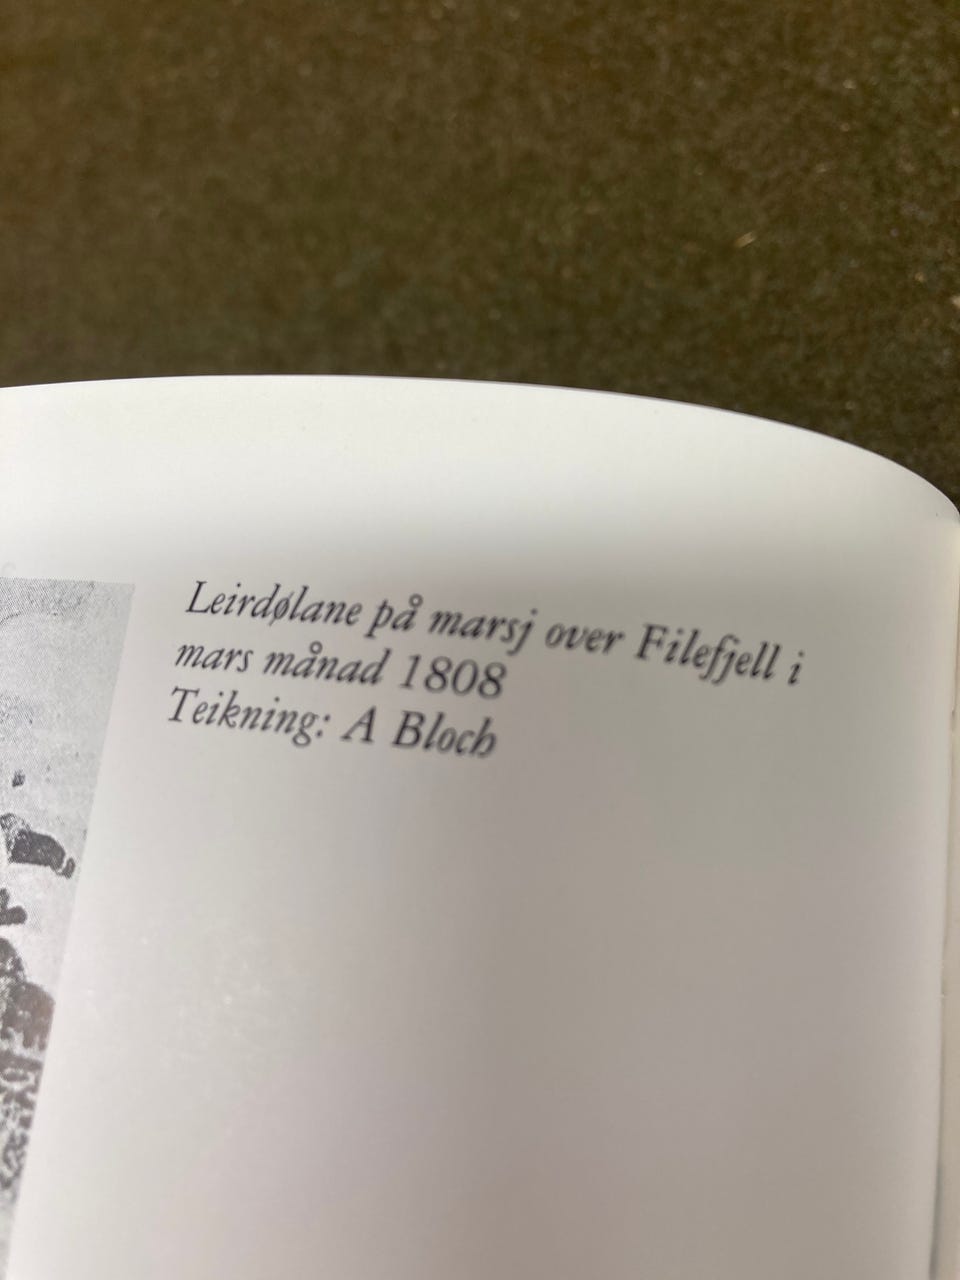 Leirdølane på marsj over Filefjell i
mars månad 1808
Teikning: A Bloch